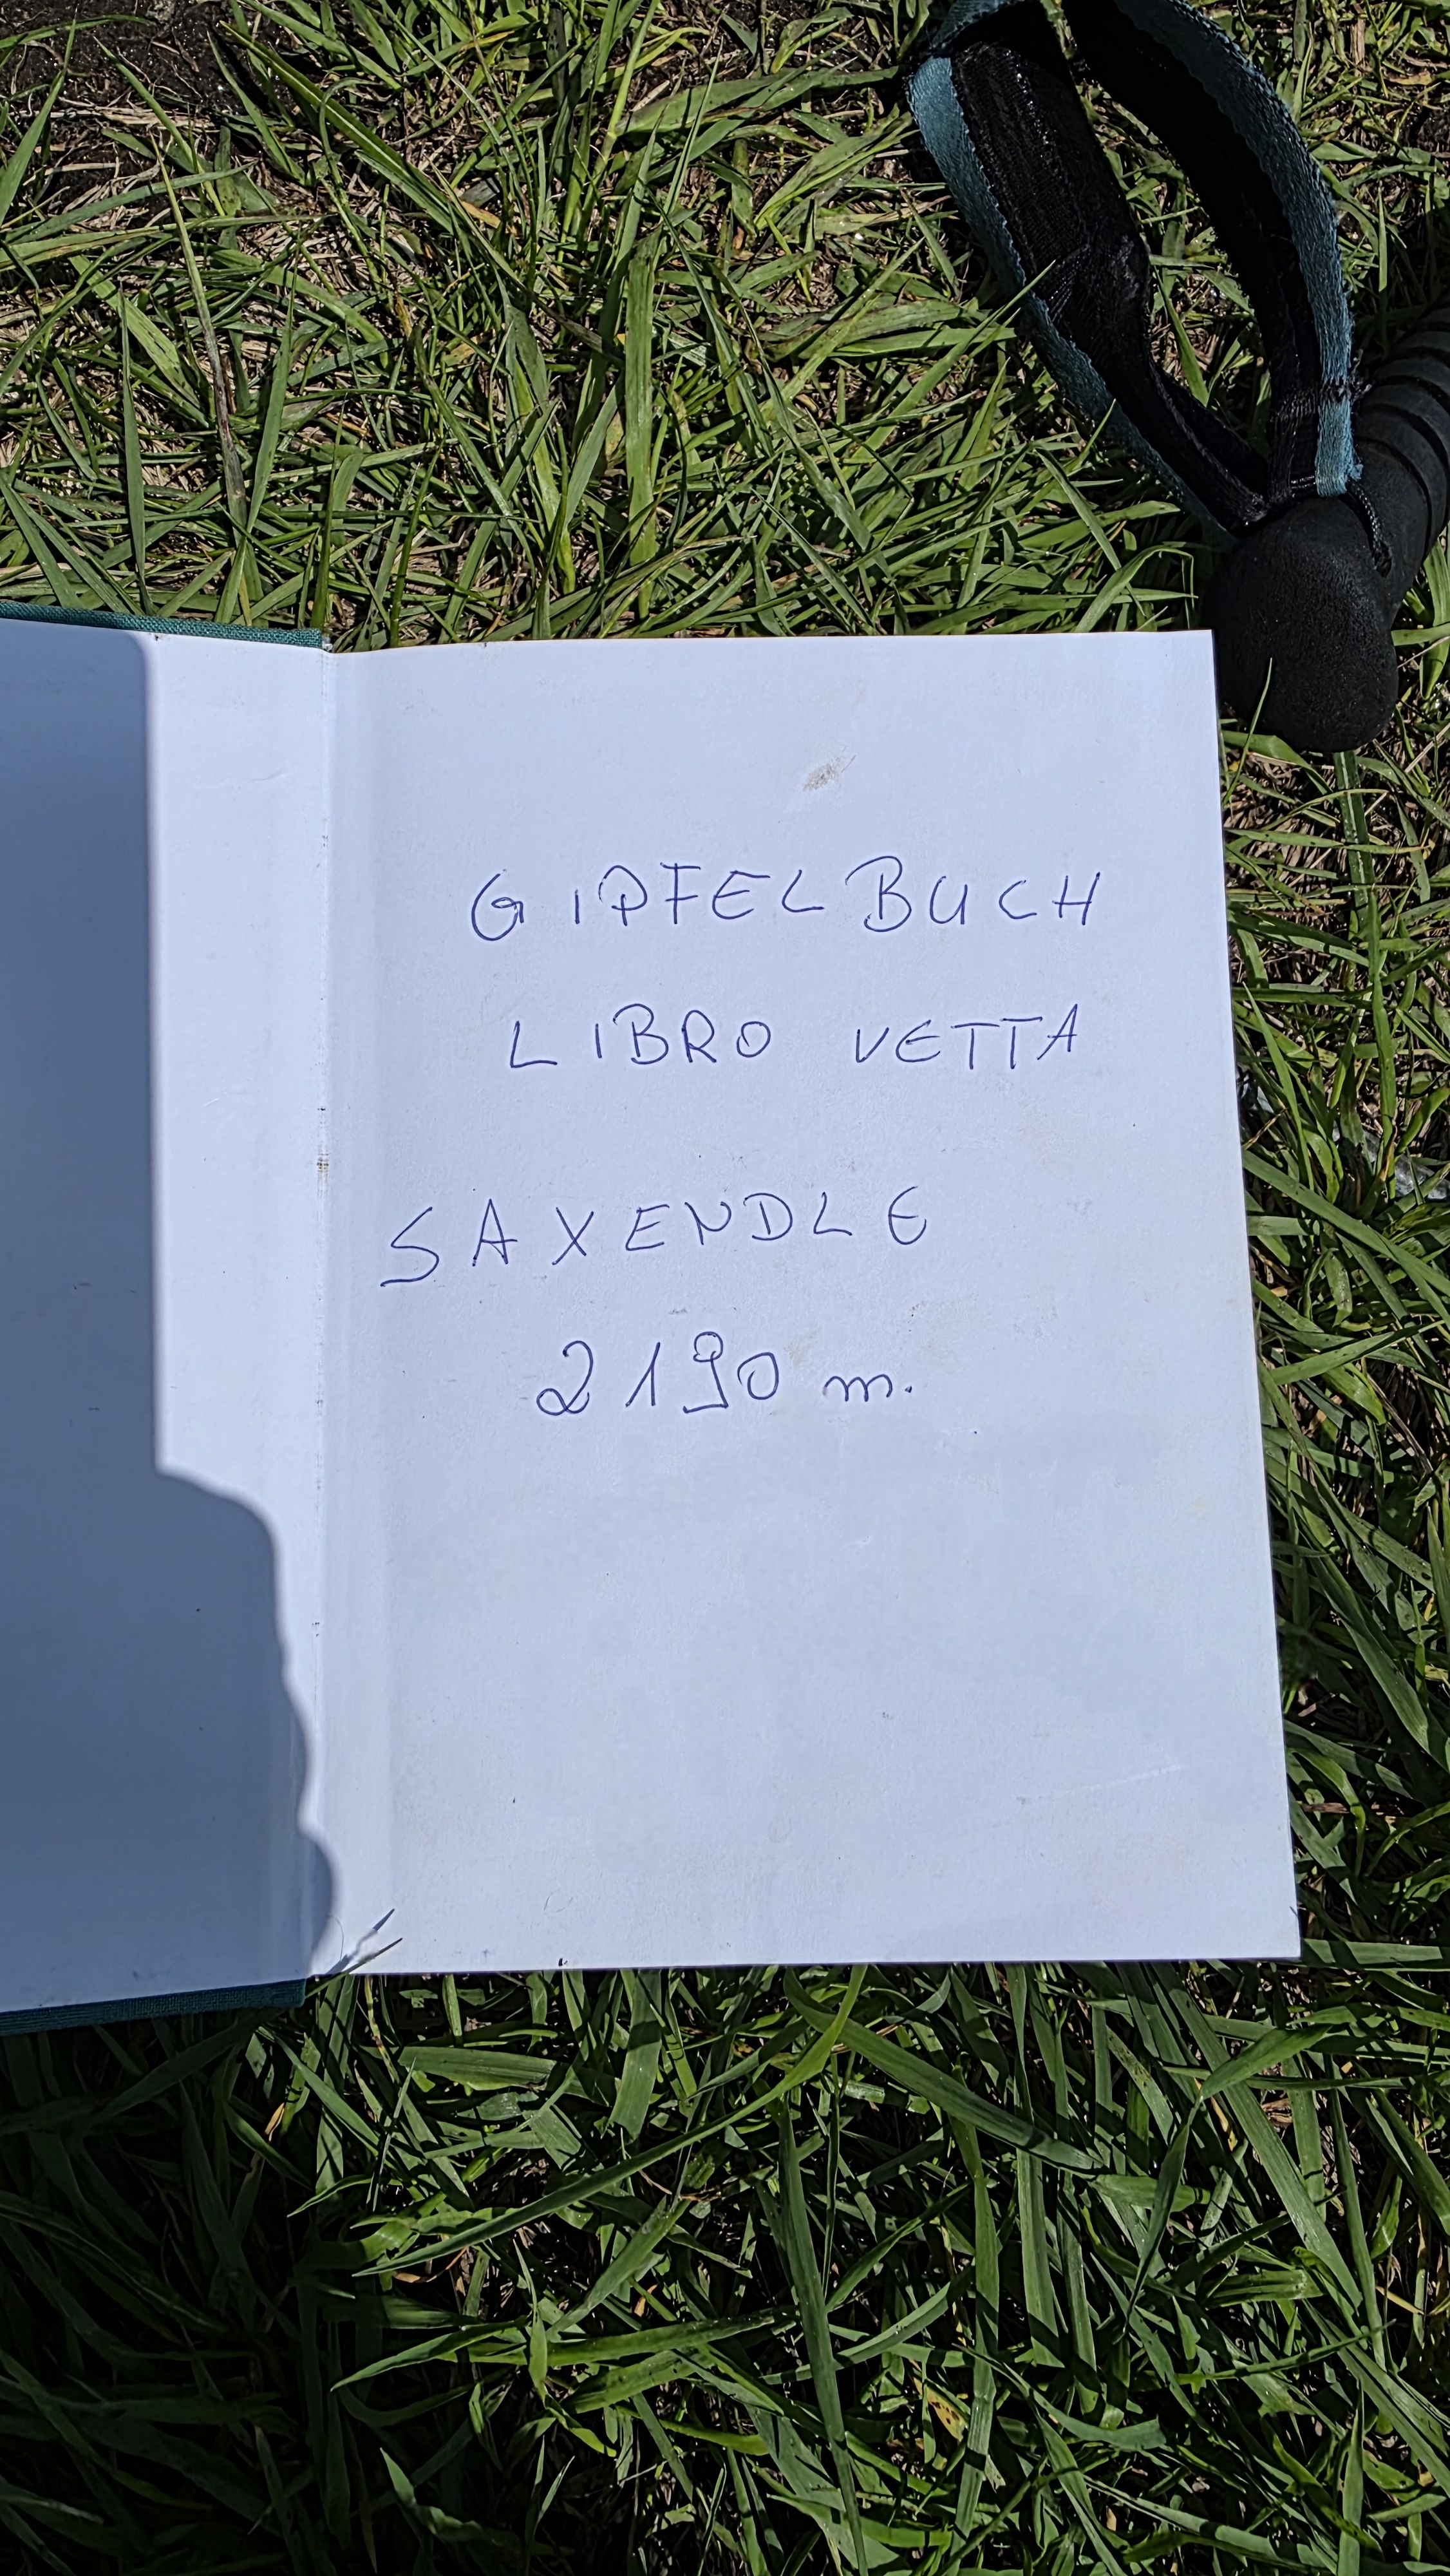 GIPFELBUCH
LIBRO VETTA
SAXENDLE
2190 m.